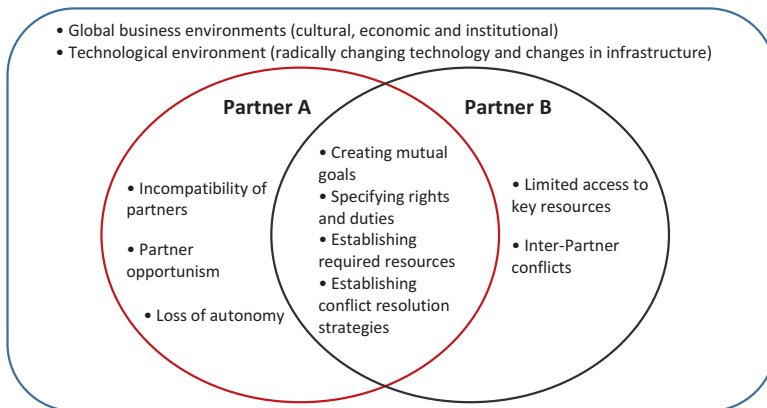 • Global business environments (cultural, economic and institutional)
• Technological environment (radically changing technology and changes in infrastructure)
Partner A
Partner B
• Incompatibility of
partners
• Partner
opportunism
• Loss of autonomy
• Creating mutual
goals
• Specifying rights
and duties
• Establishing
required resources
• Establishing
conflict resolution
strategies
• Limited access to
key resources
• Inter-Partner
conflicts